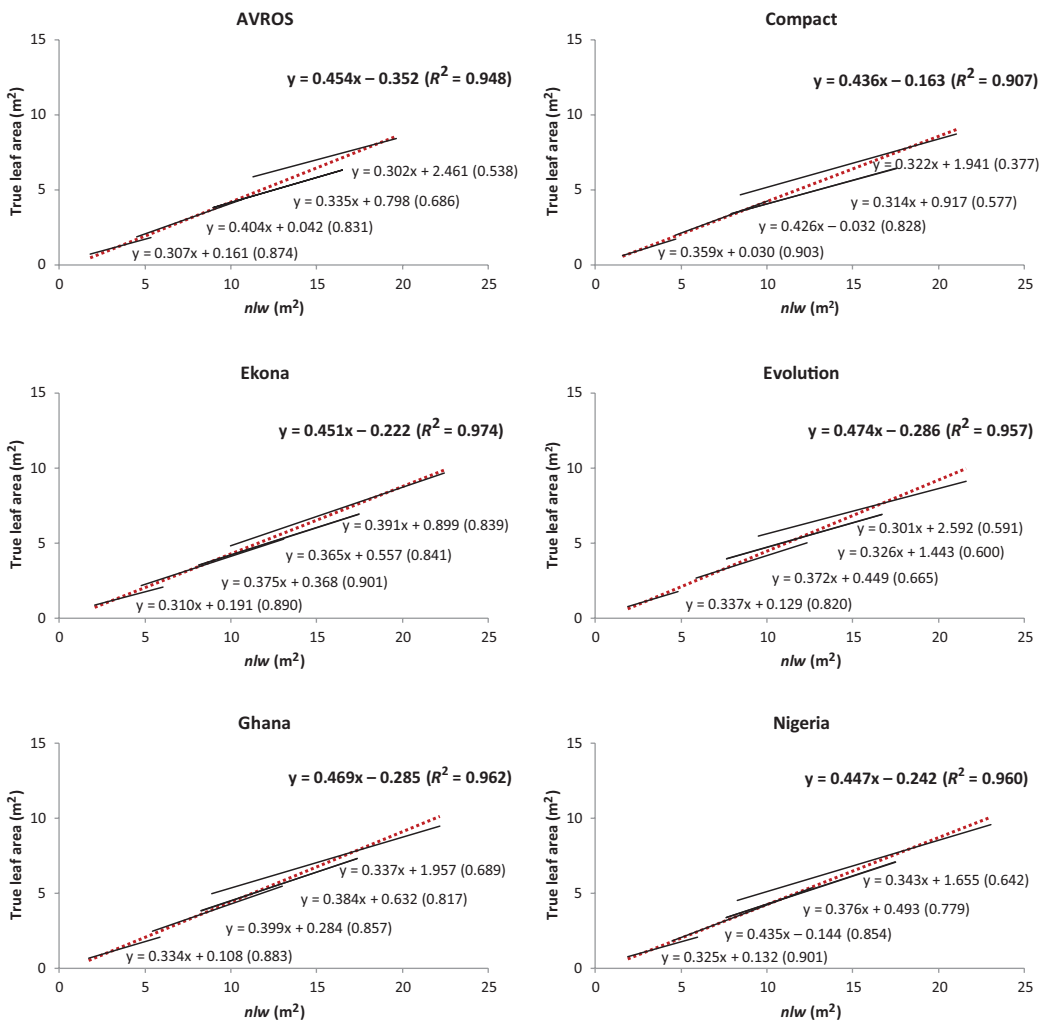 AVROS
15
10
5
0
True leaf area (m²)
y = 0.454x – 0.352 (R² = 0.948)
y = 0.302x + 2.461 (0.538)
y = 0.335x + 0.798 (0.686)
y = 0.404x + 0.042 (0.831)
y = 0.307x + 0.161 (0.874)
0 5 10 15 20 25
nlw (m²)
Compact
15
10
5
0
True leaf area (m²)
y = 0.436x – 0.163 (R² = 0.907)
y = 0.322x + 1.941 (0.377)
y = 0.314x + 0.917 (0.577)
y = 0.426x – 0.032 (0.828)
y = 0.359x + 0.030 (0.903)
0 5 10 15 20 25
nlw (m²)
Ekona
15
10
5
0
True leaf area (m²)
y = 0.451x – 0.222 (R² = 0.974)
y = 0.391x + 0.899 (0.839)
y = 0.365x + 0.557 (0.841)
y = 0.375x + 0.368 (0.901)
y = 0.310x + 0.191 (0.890)
0 5 10 15 20 25
nlw (m²)
Evolution
15
10
5
0
True leaf area (m²)
y = 0.474x – 0.286 (R² = 0.957)
y = 0.301x + 2.592 (0.591)
y = 0.326x + 1.443 (0.600)
y = 0.372x + 0.449 (0.665)
y = 0.337x + 0.129 (0.820)
0 5 10 15 20 25
nlw (m²)
Ghana
15
10
5
0
True leaf area (m²)
y = 0.469x – 0.285 (R² = 0.962)
y = 0.337x + 1.957 (0.689)
y = 0.384x + 0.632 (0.817)
y = 0.399x + 0.284 (0.857)
y = 0.334x + 0.108 (0.883)
0 5 10 15 20 25
nlw (m²)
Nigeria
15
10
5
0
True leaf area (m²)
y = 0.447x – 0.242 (R² = 0.960)
y = 0.343x + 1.655 (0.642)
y = 0.376x + 0.493 (0.779)
y = 0.435x – 0.144 (0.854)
y = 0.325x + 0.132 (0.901)
0 5 10 15 20 25
nlw (m²)